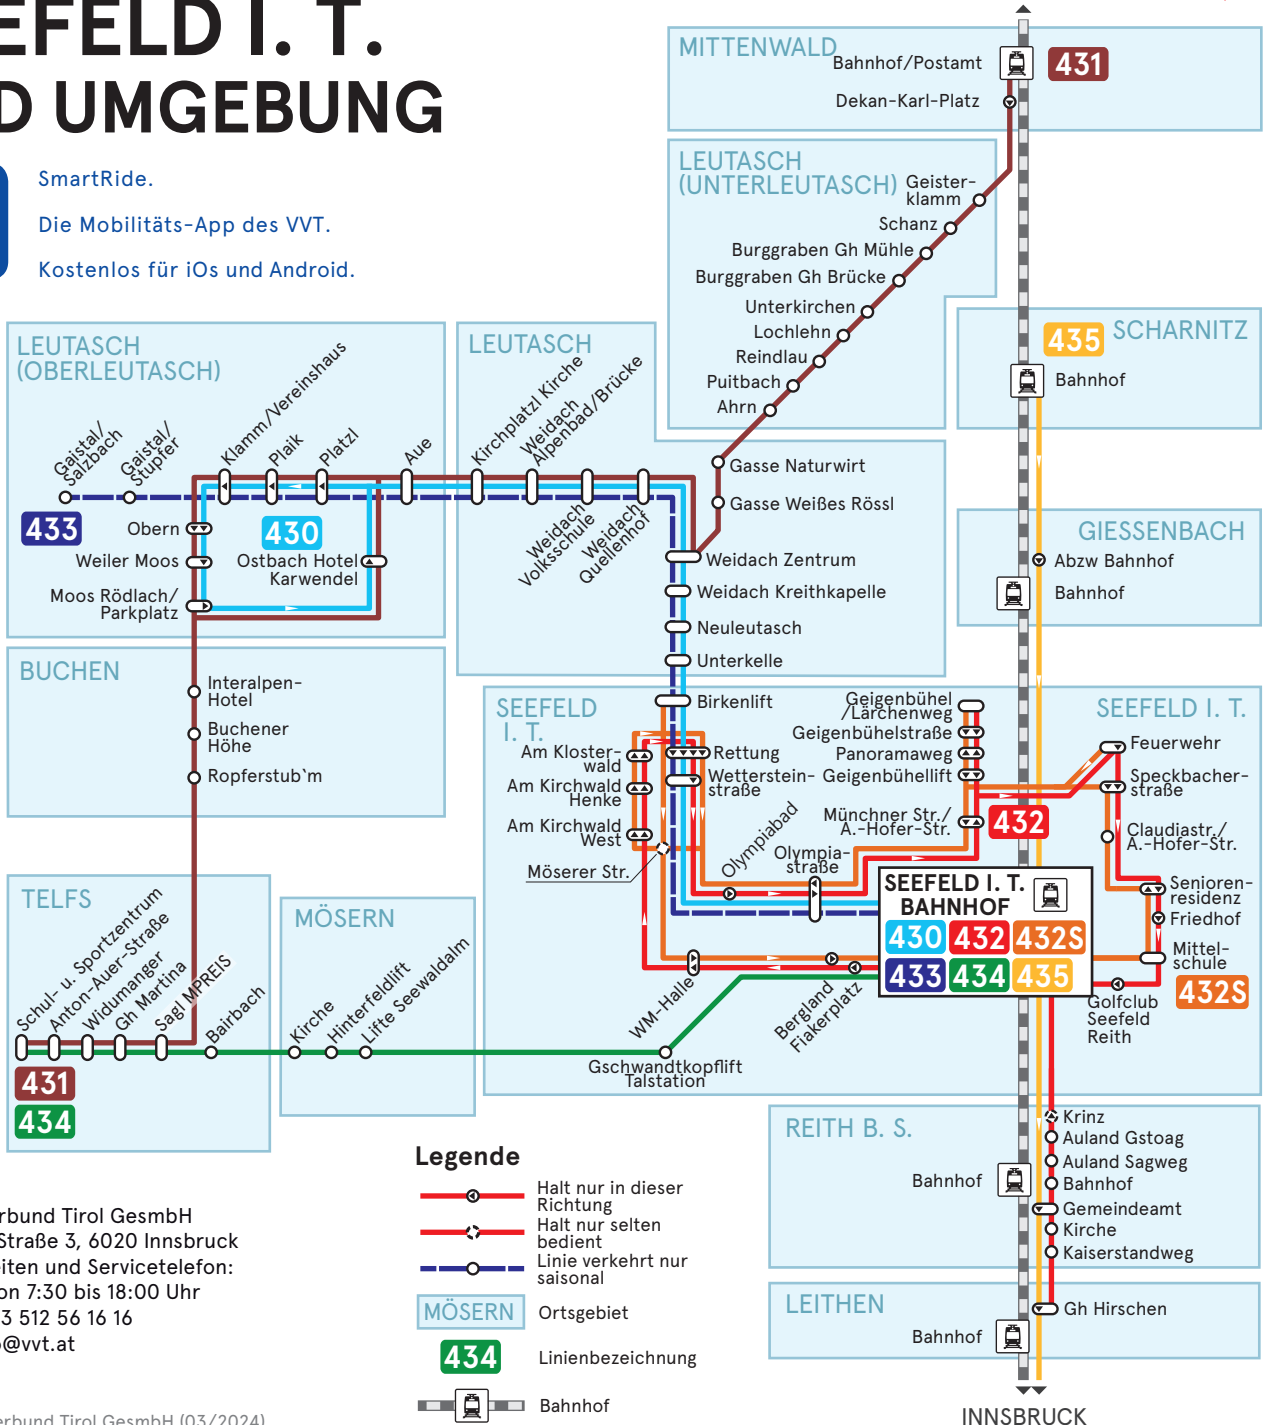 EFELD I. T.
D UMGEBUNG
SmartRide.
Die Mobilitäts-App des VVT.
Kostenlos für iOs und Android.
MITTENWALD
Bahnhof/Postamt
431
Dekan-Karl-Platz
LEUTASCH
(UNTERLEUTASCH)
Geister-
klamm
Schanz
Burggraben Gh Mühle
Burggraben Gh Brücke
Unterkirchen
Lochlehn
Reindlau
Puitbach
Ahrn
435
SCHARNITZ
Bahnhof
LEUTASCH
(OBERLEUTASCH)
Gaistal/
Salzbach
Gaistal/
Stupfer
Klamm/Vereinshaus
Plaik
Platzl
Aue
433
430
Obern
Weiler Moos
Moos Rödlach/
Parkplatz
Ostbach Hotel
Karwendel
LEUTASCH
Kirchplatzl Kirche
Weidach
Alpenbad/Brücke
Weidach
Volksschule
Weidach
Quellenhof
Gasse Naturwirt
Gasse Weißes Rössl
Weidach Zentrum
Weidach Kreithkapelle
Neuleutasch
Unterkelle
GIESSENBACH
Abzw Bahnhof
Bahnhof
BUCHEN
Interalpen-
Hotel
Buchener
Höhe
Ropferstub`m
SEEFELD
I. T.
Birkenlift
Am Kloster-
wald
Am Kirchwald
Henke
Am Kirchwald
West
Möserer Str.
Rettung
Wetterstein-
straße
Olympiabad
Olympia-
straße
Geigenbühel
/Lärchenweg
Geigenbühelstraße
Panoramaweg
Geigenbühellift
Münchner Str./
A.-Hofer-Str.
432
SEEFELD I. T.
Feuerwehr
Speckbacher-
straße
Claudiastr./
A.-Hofer-Str.
Senioren-
residenz
Friedhof
Mittel-
schule
432S
Golfclub
Seefeld
Reith
SEEFELD I. T.
BAHNHOF
430 432 432S
433 434 435
WM-Halle
Bergland
Fiakerplatz
Gschwandtkopflift
Talstation
TELFS
Schul- u. Sportzentrum
Anton-Auer-Straße
Widumanger
Gh Martina
Sagl MPREIS
Bairbach
431
434
MÖSERN
Kirche
Hinterfeldlift
Lifte Seewaldalm
REITH B. S.
Krinz
Auland Gstoag
Auland Sagweg
Bahnhof
Bahnhof
Gemeindeamt
Kirche
Kaiserstandweg
LEITHEN
Gh Hirschen
Bahnhof
INNSBRUCK
Legende
Halt nur in dieser
Richtung
Halt nur selten
bedient
Linie verkehrt nur
saisonal
MÖSERN
Ortsgebiet
434
Linienbezeichnung
Bahnhof
rbund Tirol GesmbH
Straße 3, 6020 Innsbruck
eiten und Servicetelefon:
on 7:30 bis 18:00 Uhr
3 512 56 16 16
@vvt.at
erbund Tirol GesmbH (03/2024)